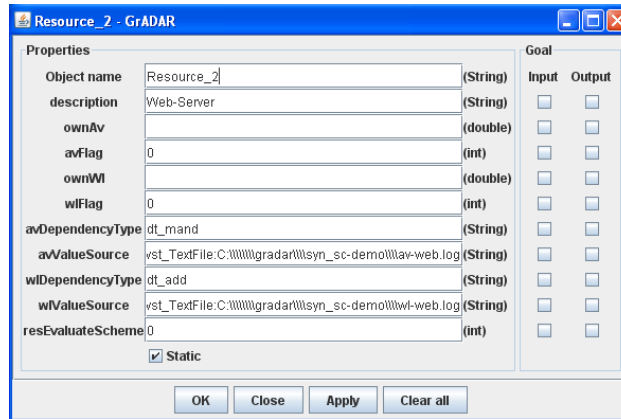 Resource_2 - GrADAR
Properties Goal
Object name Resource_2 (String) Input Output
description Web-Server (String)
ownAv (double)
avFlag 0 (int)
ownWl (double)
wlFlag 0 (int)
avDependencyType dt_mand (String)
avValueSource vst_TextFile:C:\\\\\\\\gradar\\\\syn_sc-demo\\\\av-web.log (String)
wlDependencyType dt_add (String)
wlValueSource vst_TextFile:C:\\\\\\\\gradar\\\\syn_sc-demo\\\\wl-web.log (String)
resEvaluateScheme 0 (int)
Static
OK Close Apply Clear all